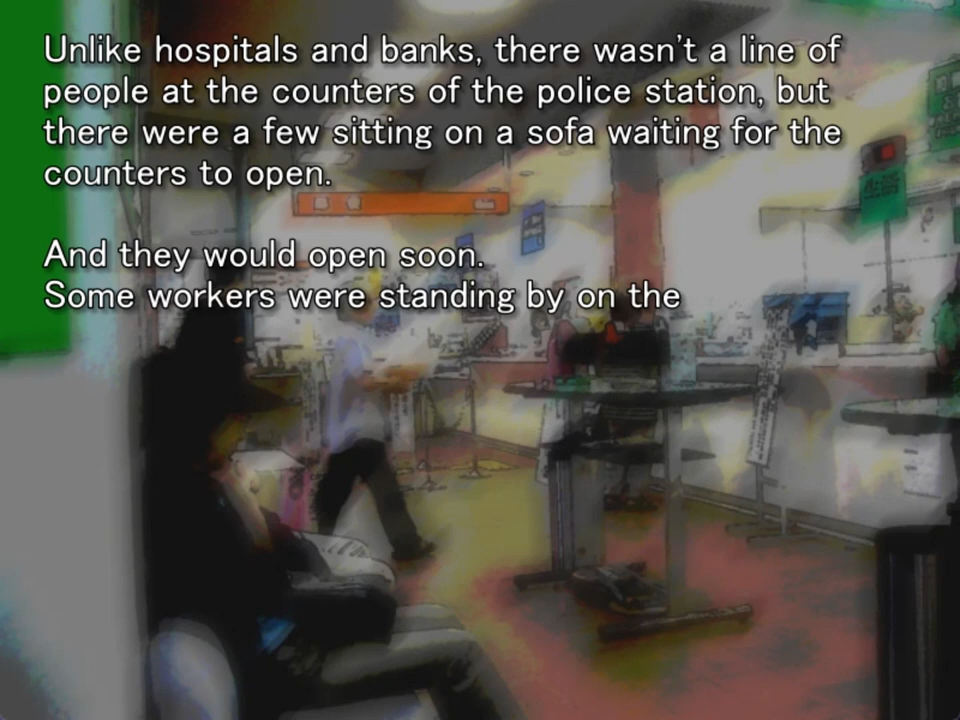 Unlike hospitals and banks, there wasn't a line of
people at the counters of the police station, but
there were a few sitting on a sofa waiting for the
counters to open.
And they would open soon.
Some workers were standing by on the